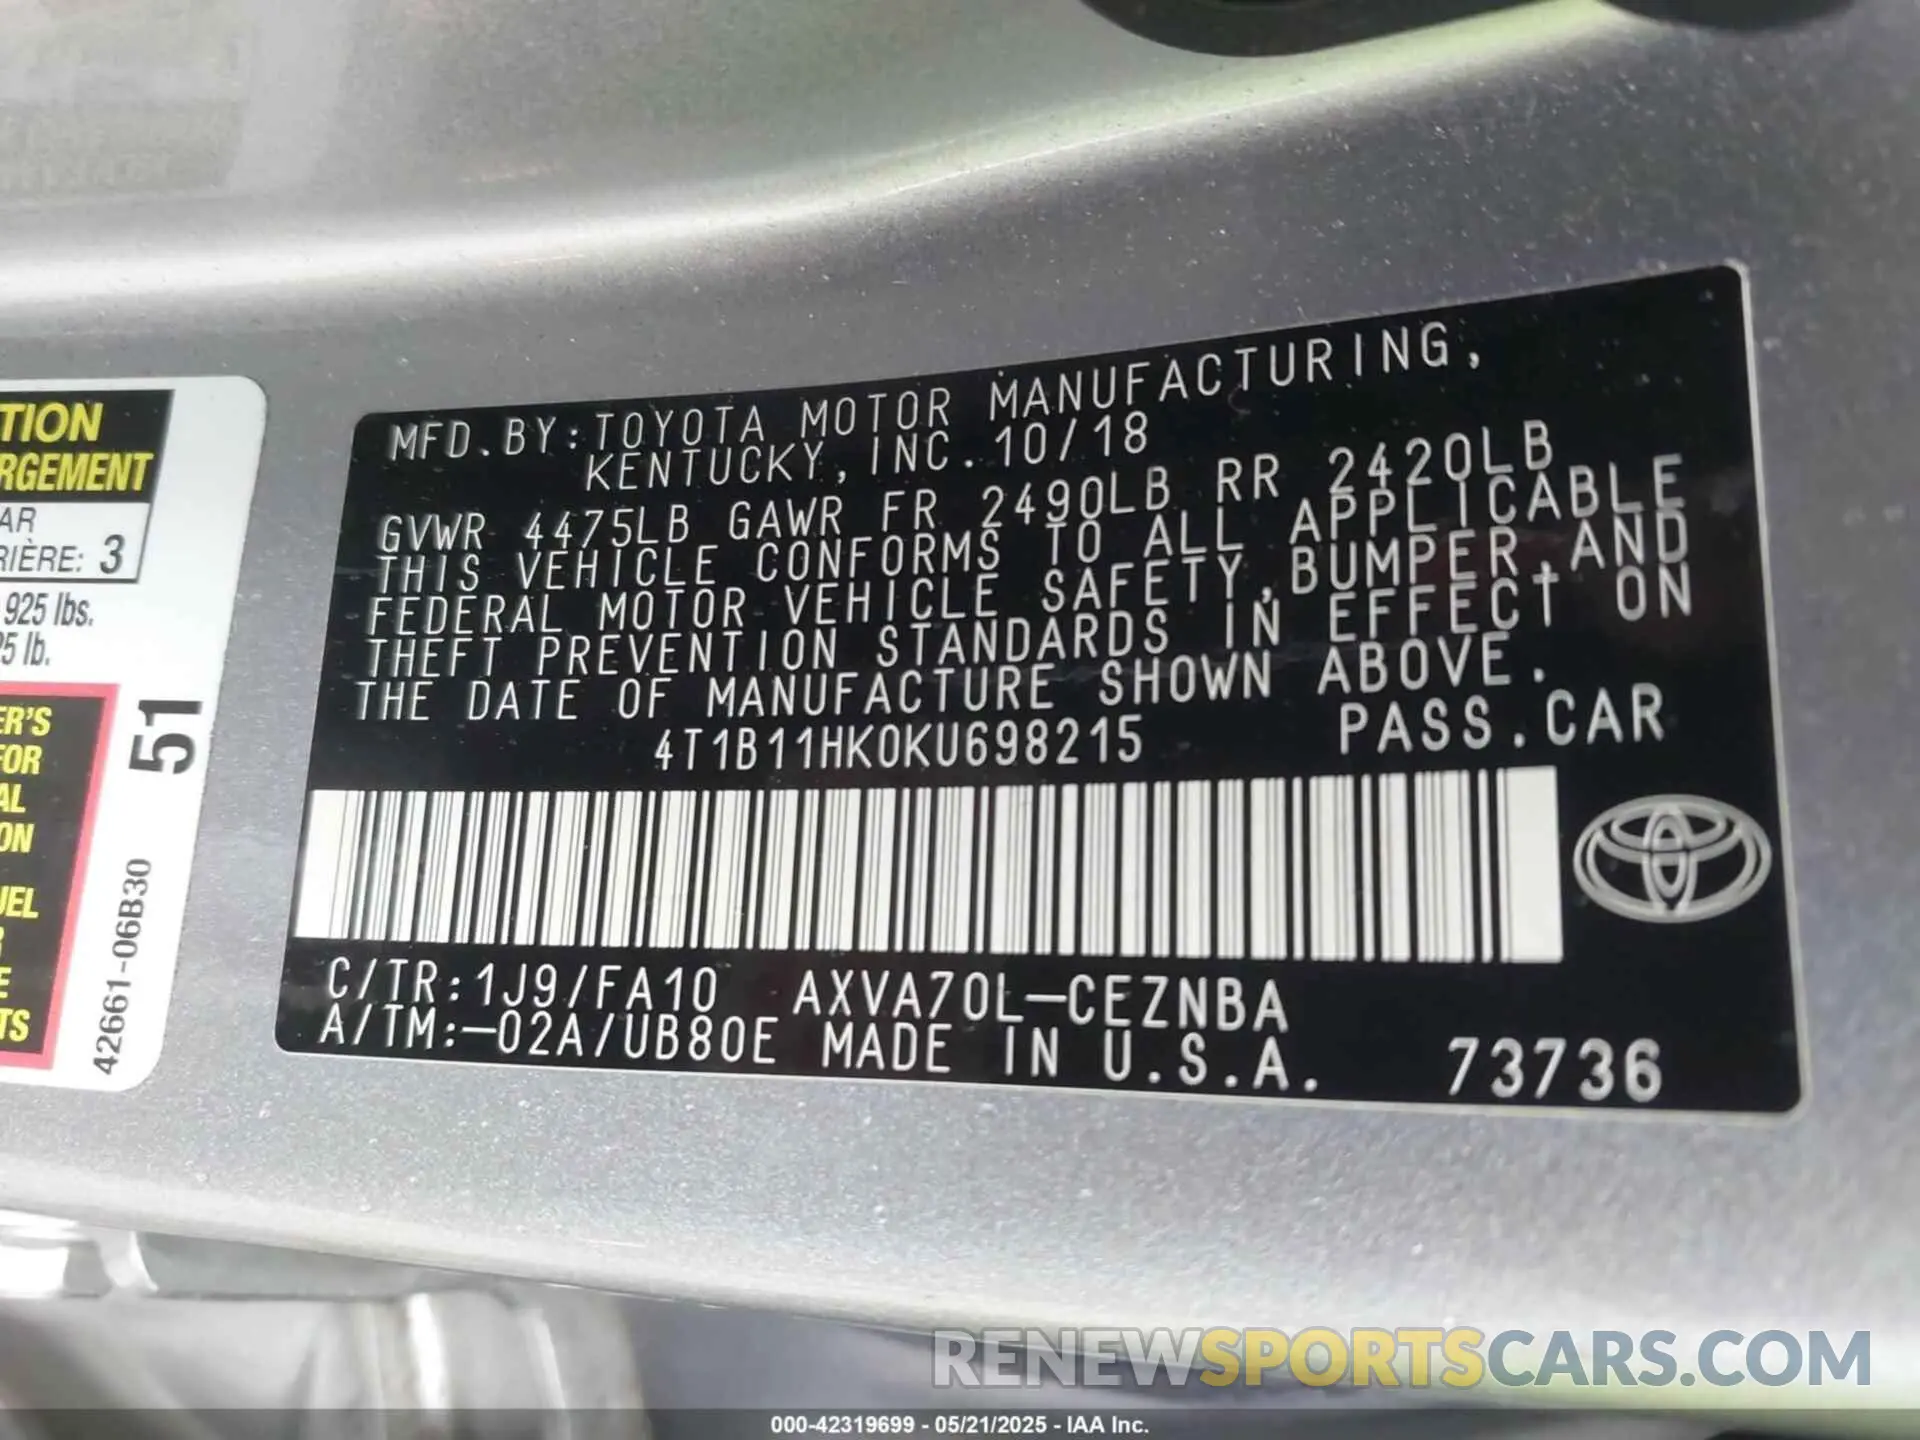 TION
RGEMENT
AR
RIÈRE: 3
925 lbs.
5 lb.
ER'S
FOR
AL
ON
UEL
R
E
TS
51
42661-06B30
MFD. BY: TOYOTA MOTOR MANUFACTURING,
KENTUCKY, INC. 10/18
GVWR 4475LB GAWR FR 2490LB RR 2420LB
THIS VEHICLE CONFORMS TO ALL APPLICABLE
FEDERAL MOTOR VEHICLE SAFETY, BUMPER, AND
THEFT PREVENTION STANDARDS IN EFFECT ON
THE DATE OF MANUFACTURE SHOWN ABOVE.
4T1B11HK0KU698215 PASS. CAR
C/TR: 1J9/FA10 AXVA70L-CEZNBA
A/TM:-02A/UB80E MADE IN U.S.A. 73736
RENEWSPORTSCARS.COM
000-42319699 - 05/21/2025 - IAA Inc.